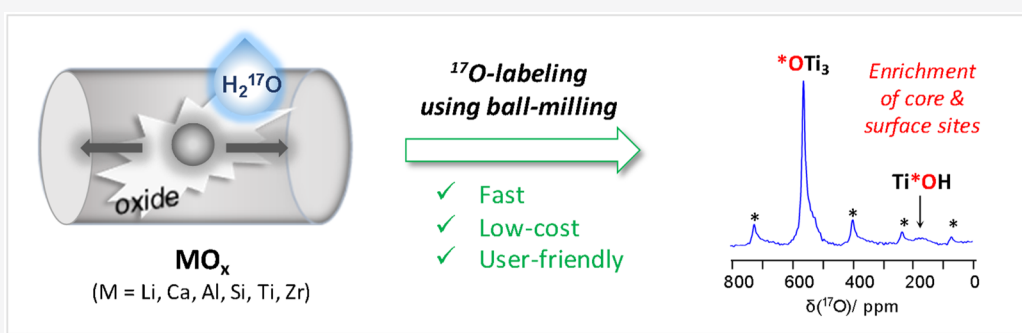 H₂¹⁷O
oxide
MOₓ
(M = Li, Ca, Al, Si, Ti, Zr)
¹⁷O-labeling
using ball-milling
✓ Fast
✓ Low-cost
✓ User-friendly
*OTi₃
Enrichment
of core &
surface sites
Ti*OH
* * * *
800 600 400 200 0
δ(¹⁷O)/ ppm